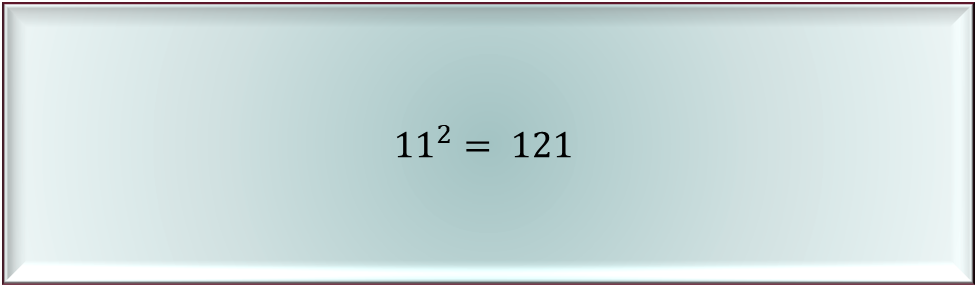 11² = 121